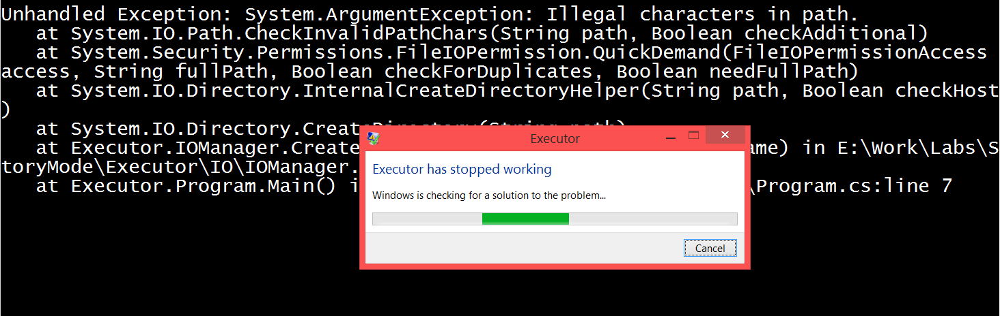 Unhandled Exception: System.ArgumentException: Illegal characters in path.
   at System.IO.Path.CheckInvalidPathChars(String path, Boolean checkAdditional)
   at System.Security.Permissions.FileIOPermission.QuickDemand(FileIOPermissionAccess
access, String fullPath, Boolean checkForDuplicates, Boolean needFullPath)
   at System.IO.Directory.InternalCreateDirectoryHelper(String path, Boolean checkHost
)
   at System.IO.Directory.CreateDirectory(String path)
   at Executor.IOManager.Create ame) in E:\Work\Labs\S
toryMode\Executor\IO\IOManager.
   at Executor.Program.Main() i \Program.cs:line 7
Executor
Executor has stopped working
Windows is checking for a solution to the problem...
Cancel